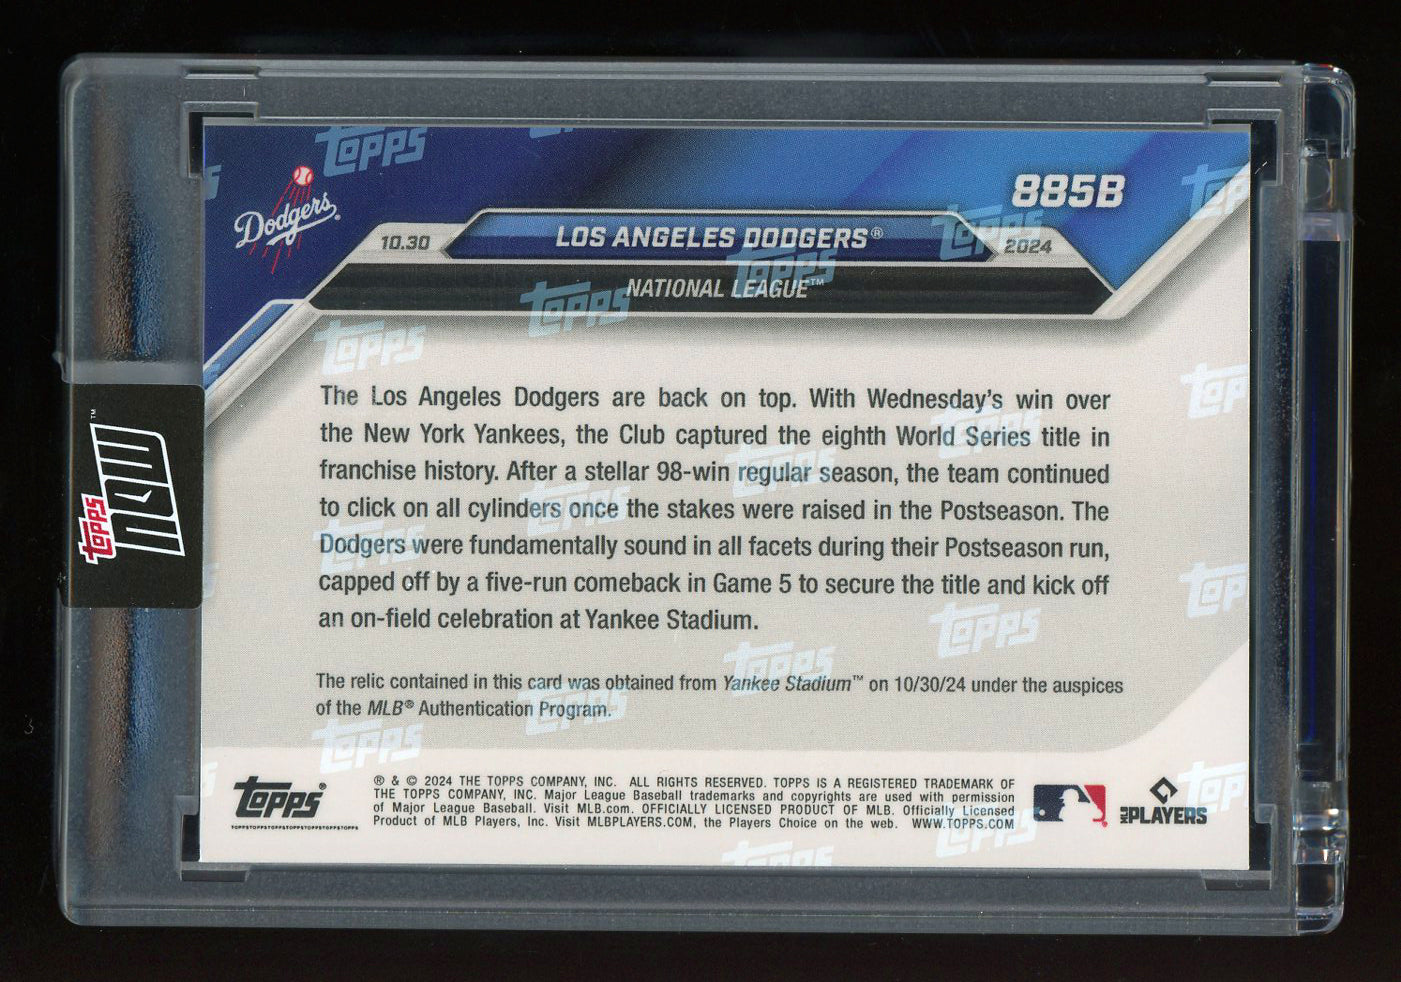 Topps
Dodgers
885B
10.30
LOS ANGELES DODGERS®
2024
NATIONAL LEAGUE™
The Los Angeles Dodgers are back on top. With Wednesday's win over
the New York Yankees, the Club captured the eighth World Series title in
franchise history. After a stellar 98-win regular season, the team continued
to click on all cylinders once the stakes were raised in the Postseason. The
Dodgers were fundamentally sound in all facets during their Postseason run,
capped off by a five-run comeback in Game 5 to secure the title and kick off
an on-field celebration at Yankee Stadium.
The relic contained in this card was obtained from Yankee Stadium™ on 10/30/24 under the auspices
of the MLB® Authentication Program.
topps NOW™
Topps®
TOPPSTOPPSTOPPSTOPPSTOPPSTOPPSTOPPS
® & © 2024 THE TOPPS COMPANY, INC. ALL RIGHTS RESERVED. TOPPS IS A REGISTERED TRADEMARK OF
THE TOPPS COMPANY, INC. Major League Baseball trademarks and copyrights are used with permission
of Major League Baseball. Visit MLB.com. OFFICIALLY LICENSED PRODUCT OF MLB. Officially Licensed
Product of MLB Players, Inc. Visit MLBPLAYERS.COM, the Players Choice on the web. WWW.TOPPS.COM
MLB PLAYERS